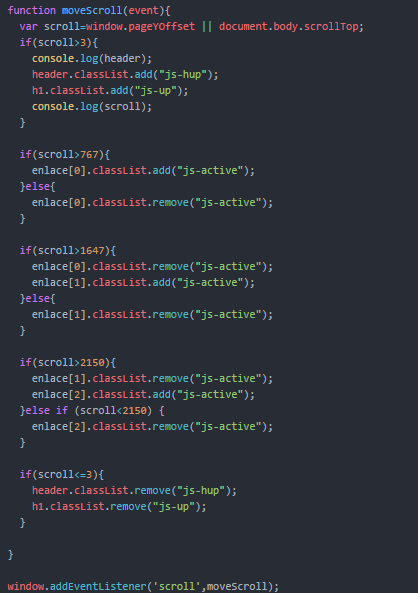 function moveScroll(event){
  var scroll=window.pageYOffset || document.body.scrollTop;
  if(scroll>3){
    console.log(header);
    header.classList.add("js-hup");
    h1.classList.add("js-up");
    console.log(scroll);
  }

  if(scroll>767){
    enlace[0].classList.add("js-active");
  }else{
    enlace[0].classList.remove("js-active");
  }

  if(scroll>1647){
    enlace[0].classList.remove("js-active");
    enlace[1].classList.add("js-active");
  }else{
    enlace[1].classList.remove("js-active");
  }

  if(scroll>2150){
    enlace[1].classList.remove("js-active");
    enlace[2].classList.add("js-active");
  }else if (scroll<2150) {
    enlace[2].classList.remove("js-active");
  }

  if(scroll<=3){
    header.classList.remove("js-hup");
    h1.classList.remove("js-up");
  }

}

window.addEventListener('scroll',moveScroll);